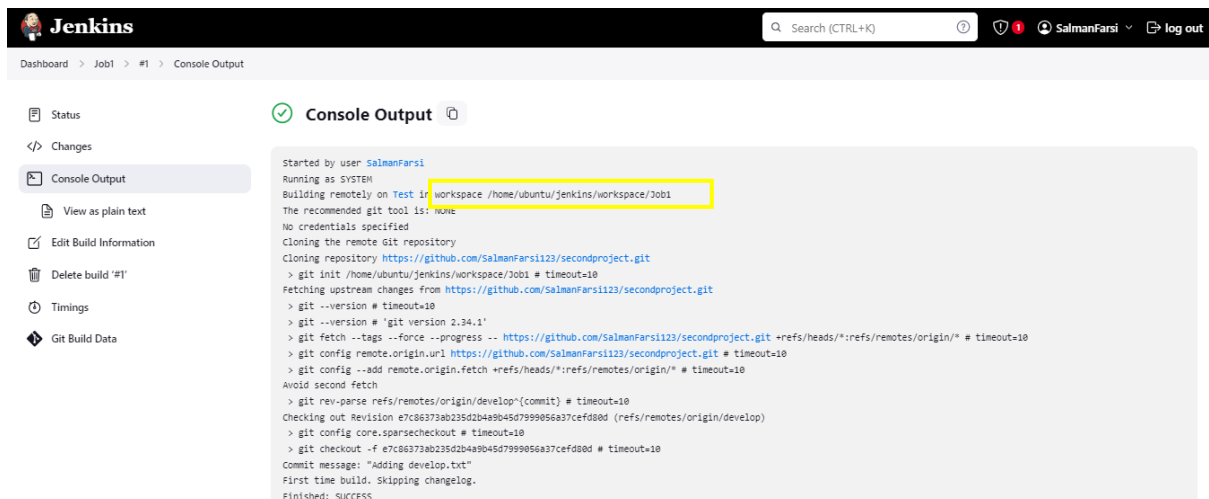 Jenkins
Search (CTRL+K)
?
1
SalmanFarsi
log out
Dashboard > Job1 > #1 > Console Output
Status
</> Changes
Console Output
View as plain text
Edit Build Information
Delete build '#1'
Timings
Git Build Data
Console Output
Started by user SalmanFarsi
Running as SYSTEM
Building remotely on Test in workspace /home/ubuntu/jenkins/workspace/Job1
The recommended git tool is: NONE
No credentials specified
Cloning the remote Git repository
Cloning repository https://github.com/SalmanFarsi123/secondproject.git
> git init /home/ubuntu/jenkins/workspace/Job1 # timeout=10
Fetching upstream changes from https://github.com/SalmanFarsi123/secondproject.git
> git --version # timeout=10
> git --version # 'git version 2.34.1'
> git fetch --tags --force --progress -- https://github.com/SalmanFarsi123/secondproject.git +refs/heads/*:refs/remotes/origin/* # timeout=10
> git config remote.origin.url https://github.com/SalmanFarsi123/secondproject.git # timeout=10
> git config --add remote.origin.fetch +refs/heads/*:refs/remotes/origin/* # timeout=10
Avoid second fetch
> git rev-parse refs/remotes/origin/develop^{commit} # timeout=10
Checking out Revision e7c86373ab235d2b4a9b45d7999056a37cefd80d (refs/remotes/origin/develop)
> git config core.sparsecheckout # timeout=10
> git checkout -f e7c86373ab235d2b4a9b45d7999056a37cefd80d # timeout=10
Commit message: "Adding develop.txt"
First time build. Skipping changelog.
Finished: SUCCESS